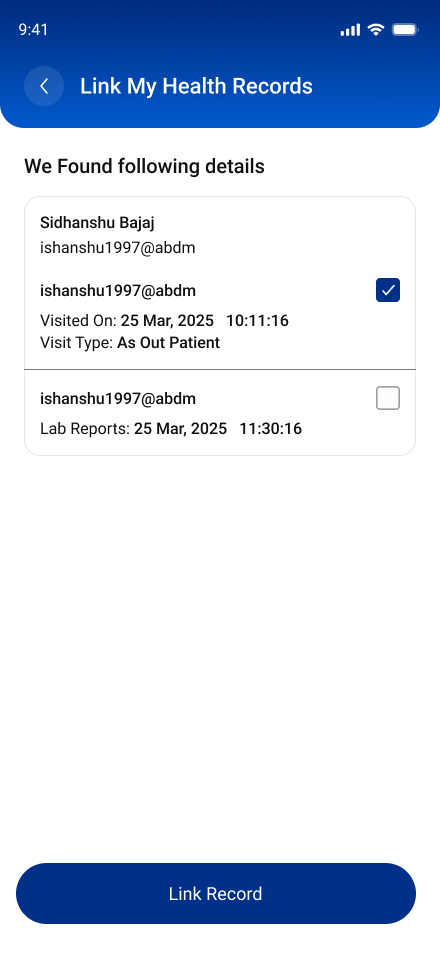 9:41
Link My Health Records
We Found following details
Sidhanshu Bajaj
ishanshu1997@abdm
ishanshu1997@abdm
Visited On: 25 Mar, 2025 10:11:16
Visit Type: As Out Patient
ishanshu1997@abdm
Lab Reports: 25 Mar, 2025 11:30:16
Link Record